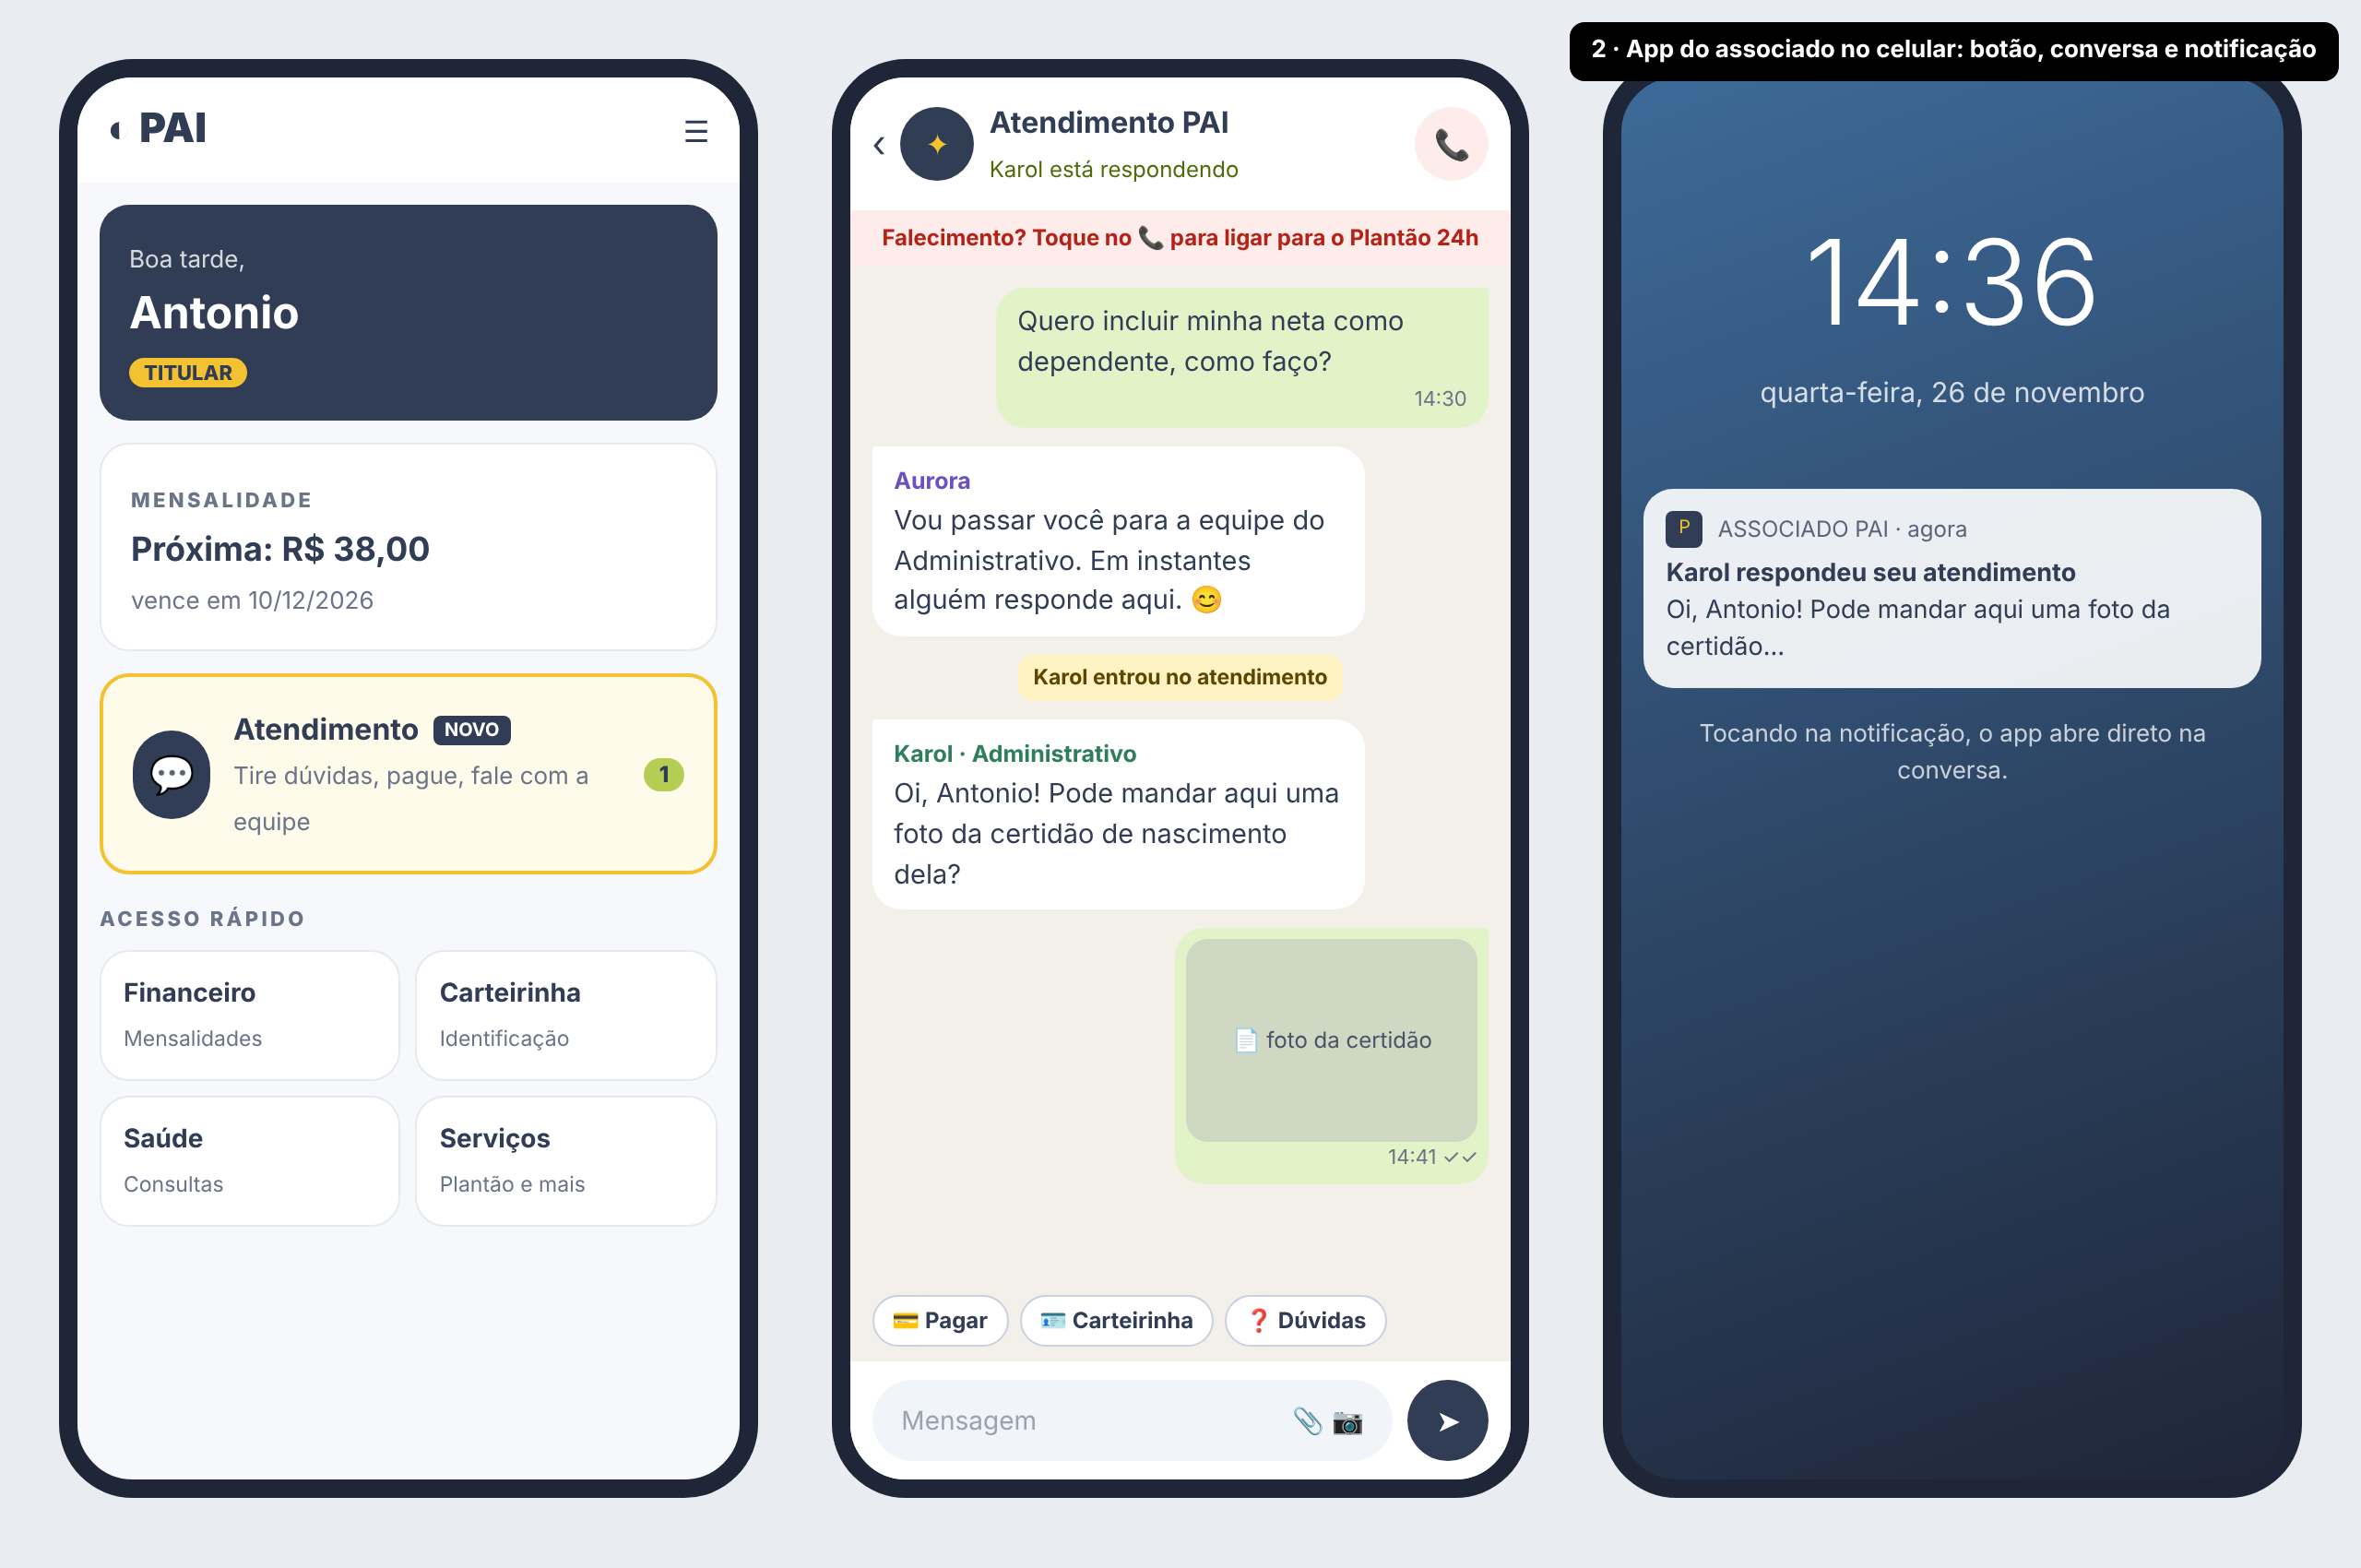 2 · App do associado no celular: botão, conversa e notificação
PAI
Boa tarde,
Antonio
TITULAR
MENSALIDADE
Próxima: R$ 38,00
vence em 10/12/2026
Atendimento NOVO
Tire dúvidas, pague, fale com a
equipe
1
ACESSO RÁPIDO
Financeiro
Mensalidades
Carteirinha
Identificação
Saúde
Consultas
Serviços
Plantão e mais
Atendimento PAI
Karol está respondendo
Falecimento? Toque no 📞 para ligar para o Plantão 24h
Quero incluir minha neta como
dependente, como faço?
14:30
Aurora
Vou passar você para a equipe do
Administrativo. Em instantes
alguém responde aqui. 😊
Karol entrou no atendimento
Karol · Administrativo
Oi, Antonio! Pode mandar aqui uma
foto da certidão de nascimento
dela?
📄 foto da certidão
14:41 ✓✓
💳 Pagar
🪪 Carteirinha
❓ Dúvidas
Mensagem
14:36
quarta-feira, 26 de novembro
P ASSOCIADO PAI · agora
Karol respondeu seu atendimento
Oi, Antonio! Pode mandar aqui uma foto da
certidão...
Tocando na notificação, o app abre direto na
conversa.